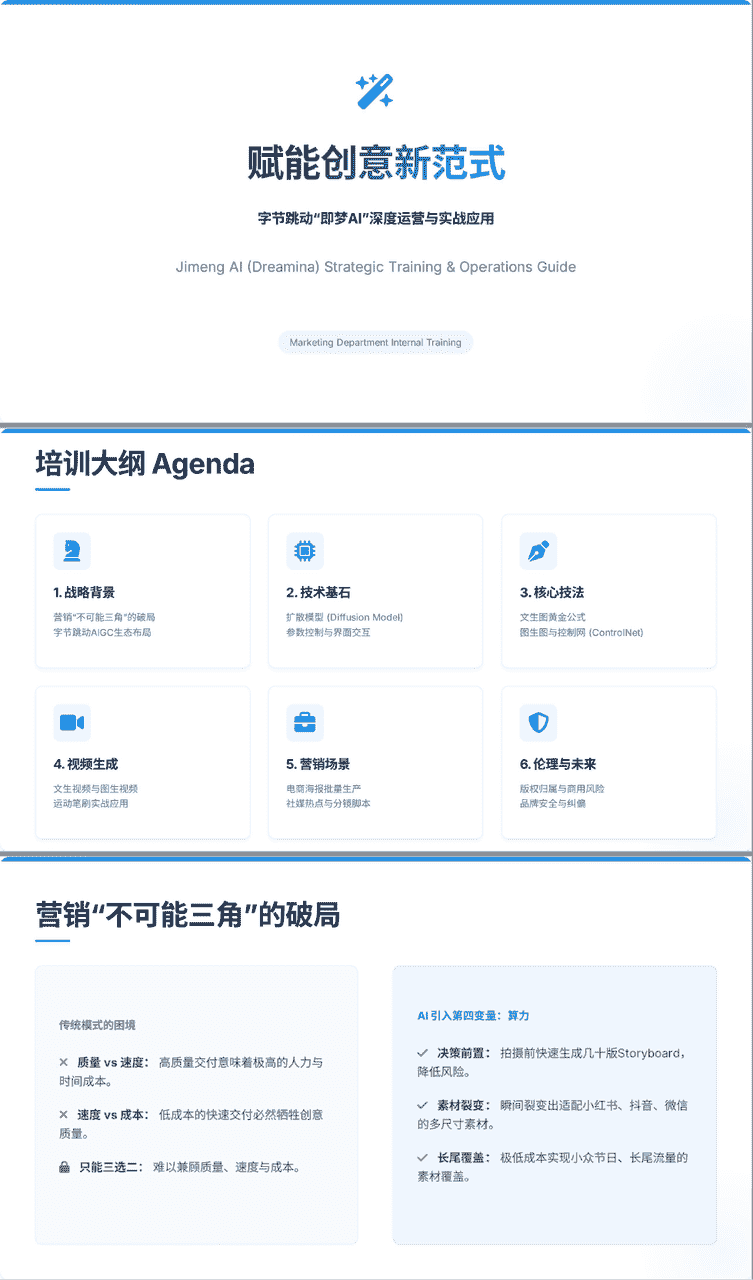 赋能创意新范式
字节跳动“即梦AI”深度运营与实战应用
Jimeng AI (Dreamina) Strategic Training & Operations Guide
Marketing Department Internal Training
培训大纲 Agenda
1. 战略背景
营销“不可能三角”的破局
字节跳动AIGC生态布局
2. 技术基石
扩散模型 (Diffusion Model)
参数控制与界面交互
3. 核心技法
文生图黄金公式
图生图与控制网 (ControlNet)
4. 视频生成
文生视频与图生视频
运动笔刷实战应用
5. 营销场景
电商海报批量生产
社媒热点与分镜脚本
6. 伦理与未来
版权归属与商用风险
品牌安全与纠偏
营销“不可能三角”的破局
传统模式的困境
质量 vs 速度： 高质量交付意味着极高的人力与
时间成本。
速度 vs 成本： 低成本的快速交付必然牺牲创意
质量。
只能三选二： 难以兼顾质量、速度与成本。
AI 引入第四变量：算力
决策前置： 拍摄前快速生成几十版Storyboard，
降低风险。
素材裂变： 瞬间裂变出适配小红书、抖音、微信
的多尺寸素材。
长尾覆盖： 极低成本实现小众节日、长尾流量的
素材覆盖。